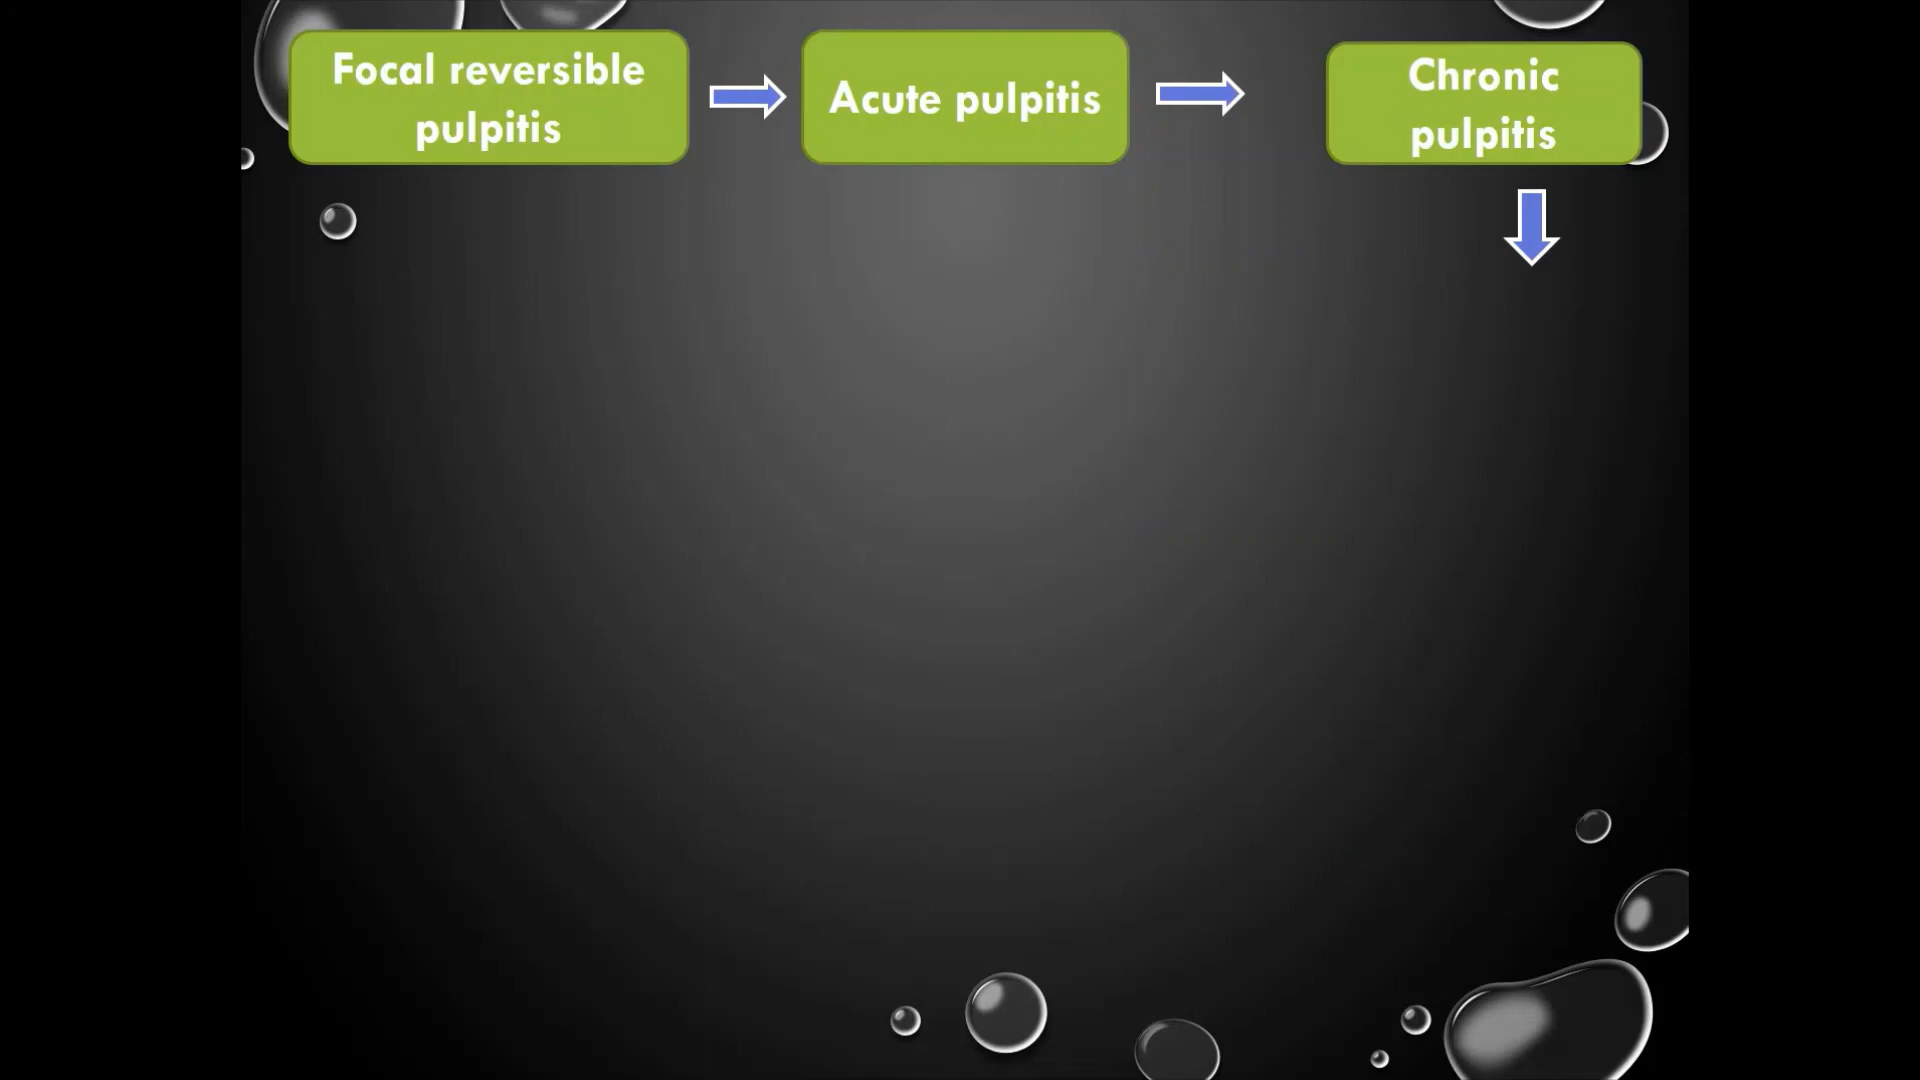 Focal reversible
pulpitis
Acute pulpitis
Chronic
pulpitis